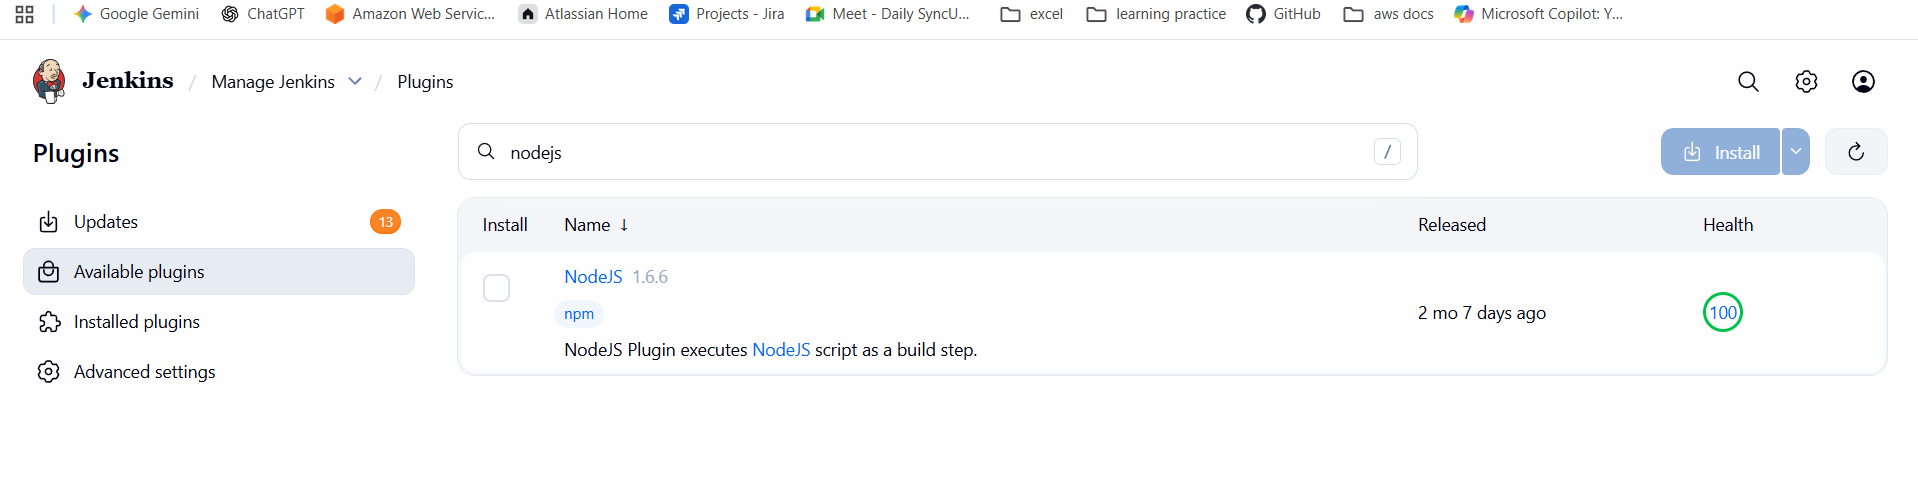 Google Gemini ChatGPT Amazon Web Servic... Atlassian Home Projects - Jira Meet - Daily SyncU... excel learning practice GitHub aws docs Microsoft Copilot: Y...
Jenkins / Manage Jenkins / Plugins
Plugins
nodejs /
Install
Updates 13
Available plugins
Installed plugins
Advanced settings
Install Name ↓ Released Health
NodeJS 1.6.6
npm
NodeJS Plugin executes NodeJS script as a build step.
2 mo 7 days ago
100